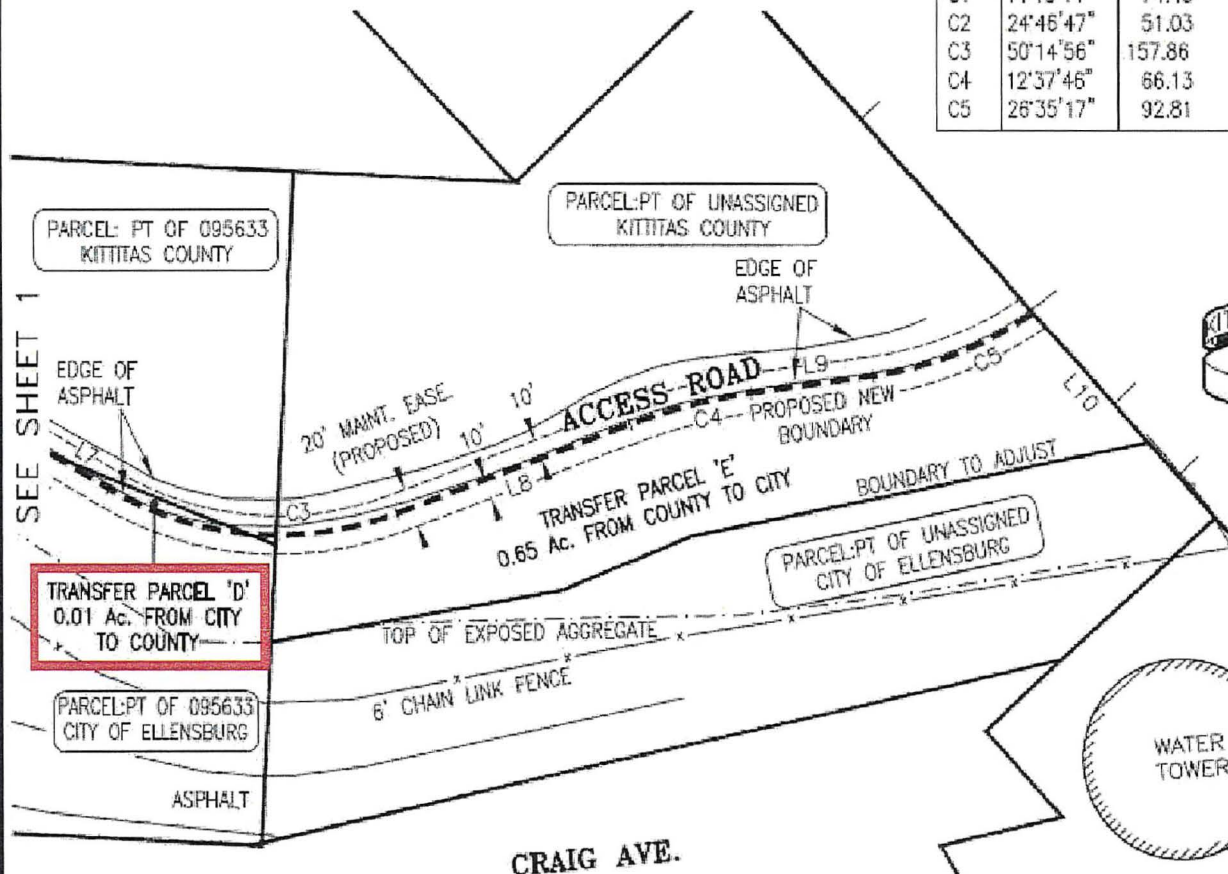 C2 24°46'47" 51.03
C3 50°14'56" 157.86
C4 12°37'46" 66.13
C5 26°35'17" 92.81
PARCEL: PT OF 095633
KITTITAS COUNTY
PARCEL:PT OF UNASSIGNED
KITTITAS COUNTY
SEE SHEET 1
EDGE OF
ASPHALT
EDGE OF
ASPHALT
L7
20' MAINT. EASE.
(PROPOSED)
10'
10'
ACCESS ROAD
L9
C5
C3
L8
C4
PROPOSED NEW
BOUNDARY
L10
TRANSFER PARCEL 'E'
0.65 Ac. FROM COUNTY TO CITY
BOUNDARY TO ADJUST
TRANSFER PARCEL 'D'
0.01 Ac. FROM CITY
TO COUNTY
PARCEL:PT OF UNASSIGNED
CITY OF ELLENSBURG
TOP OF EXPOSED AGGREGATE
6' CHAIN LINK FENCE
PARCEL:PT OF 095633
CITY OF ELLENSBURG
ASPHALT
WATER
TOWER
CRAIG AVE.